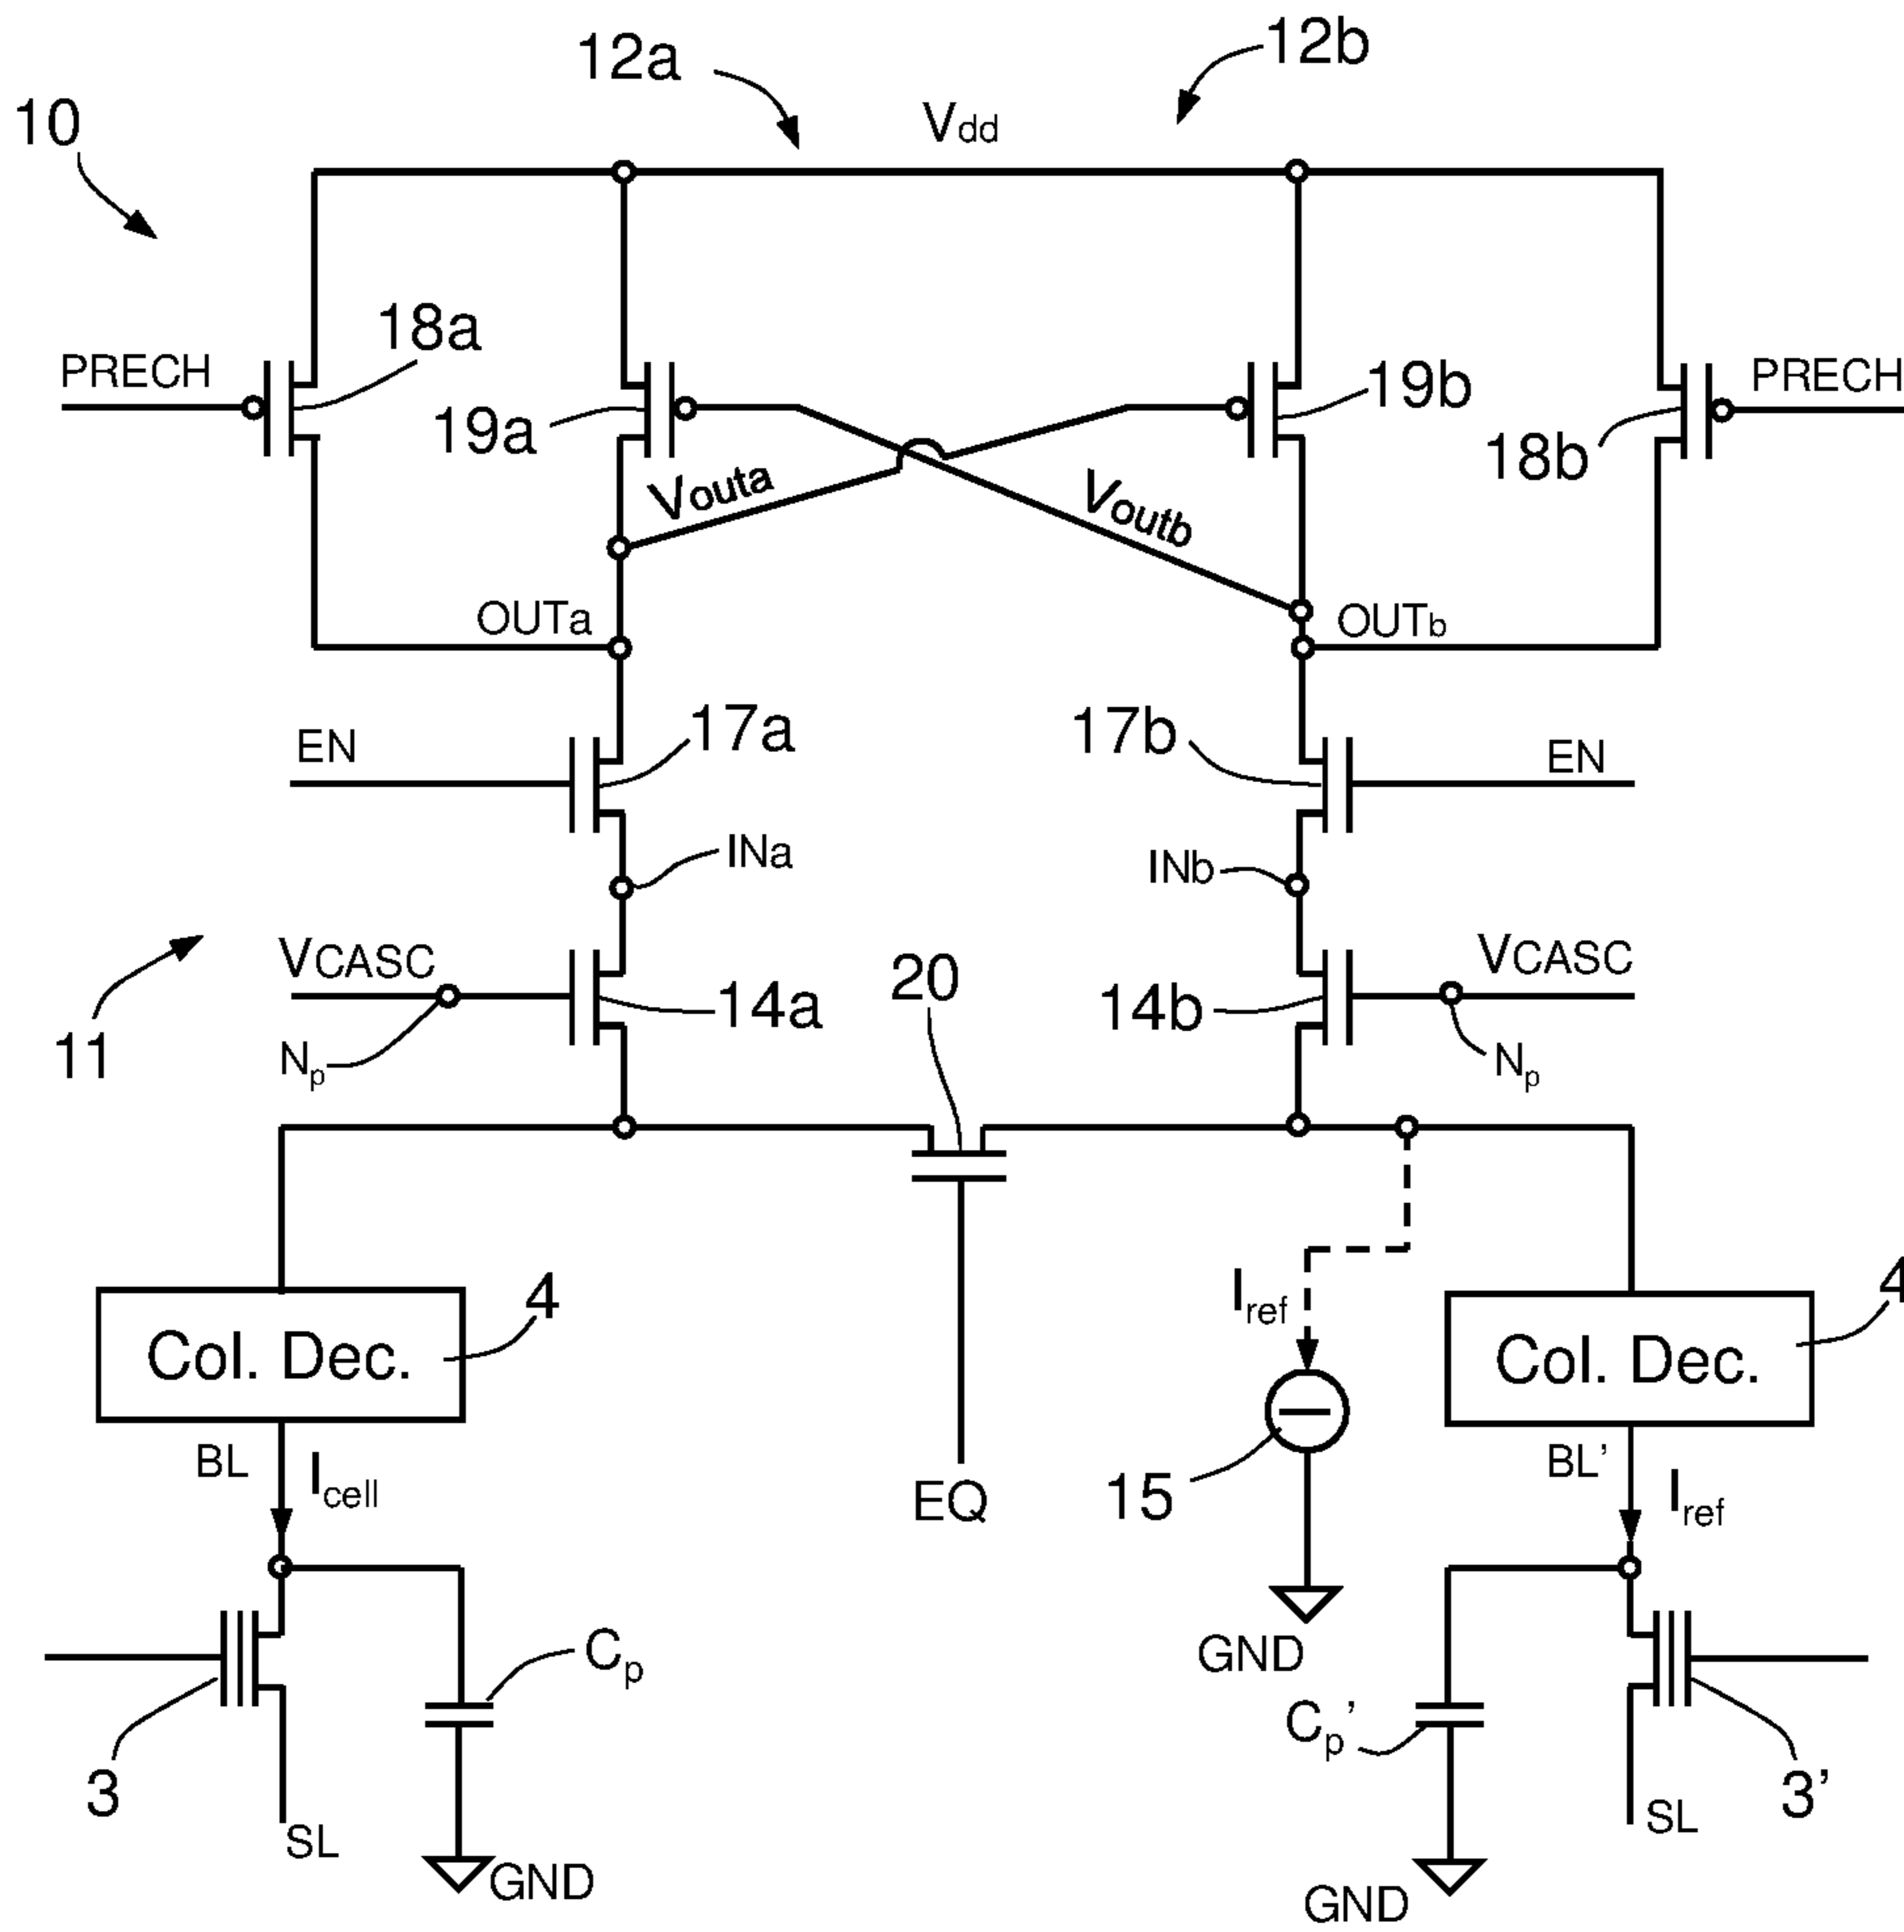 12a
12b
10
Vdd
18a
PRECH
19a
19b
PRECH
18b
Vouta
Voutb
OUTa
OUTb
17a
17b
EN
EN
INa
INb
VCASC
20
VCASC
14a
14b
11
Np
Np
4
Iref
4
Col. Dec.
Col. Dec.
BL
Icell
EQ
15
BL’
Iref
GND
Cp
Cp’
3
3’
SL
SL
GND
GND